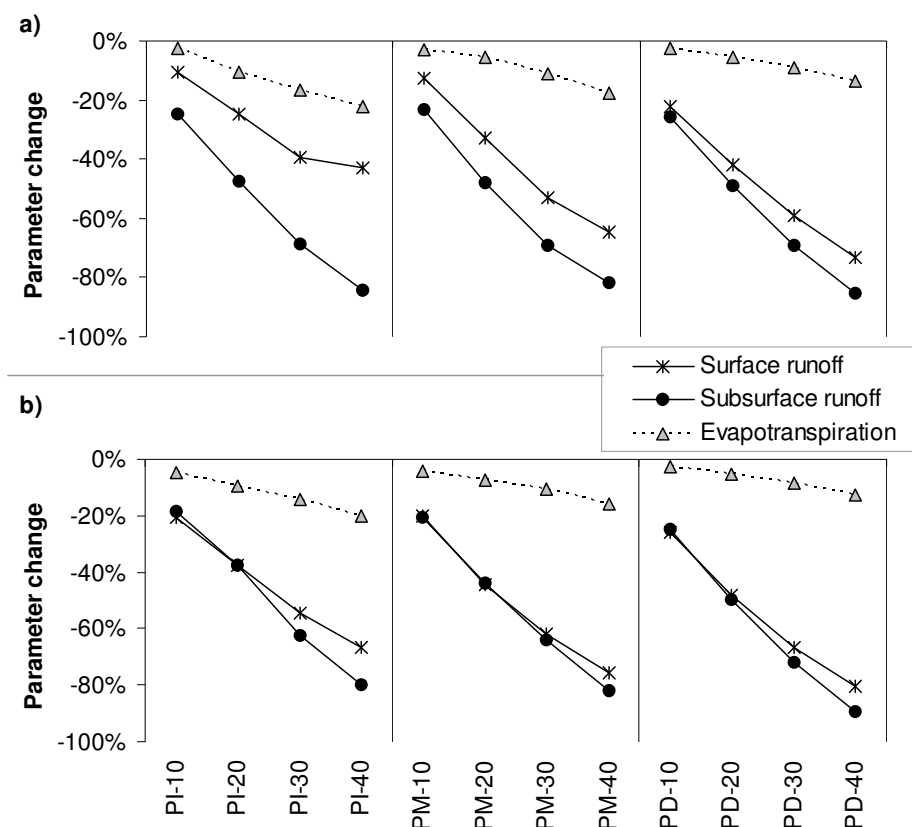 a)
0%
-20%
-40%
-60%
-80%
-100%
Parameter change
Surface runoff
Subsurface runoff
Evapotranspiration
b)
0%
-20%
-40%
-60%
-80%
-100%
Parameter change
PI-10
PI-20
PI-30
PI-40
PM-10
PM-20
PM-30
PM-40
PD-10
PD-20
PD-30
PD-40